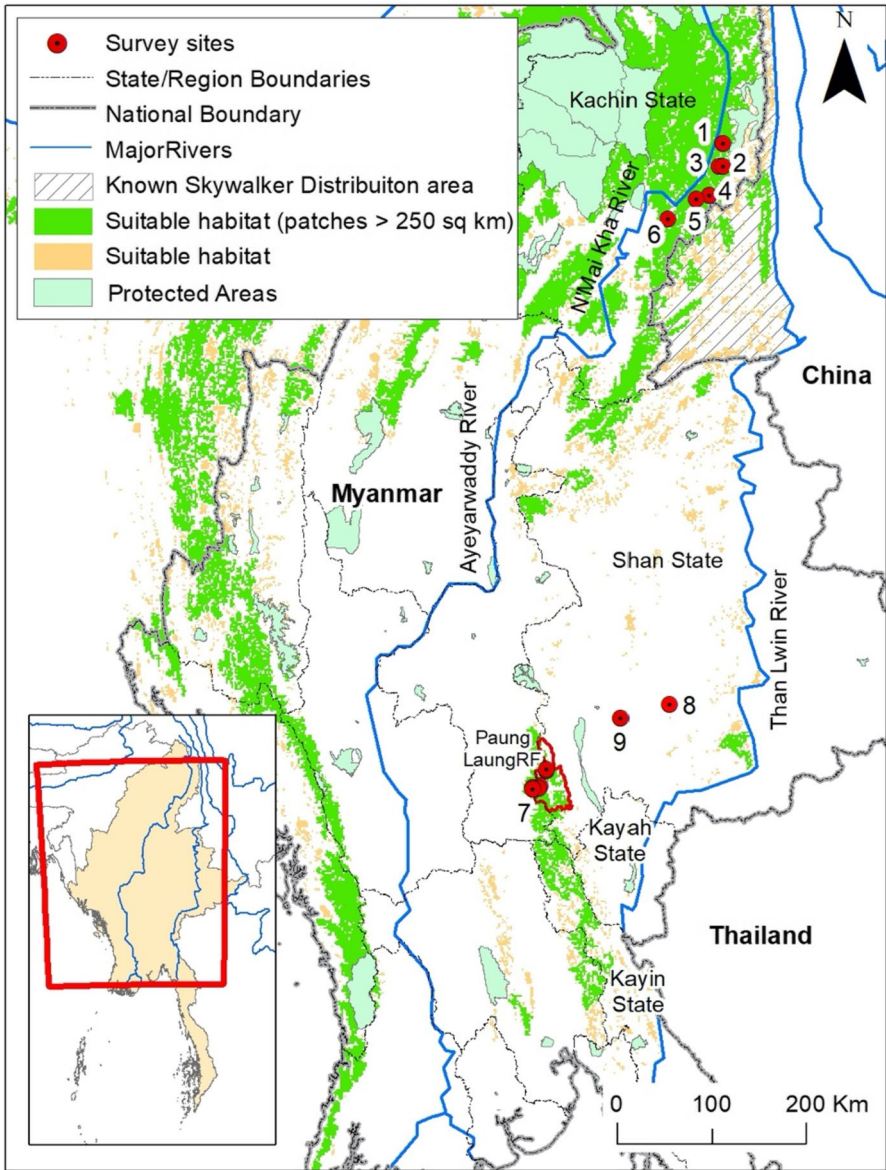 N
Survey sites
State/Region Boundaries
National Boundary
MajorRivers
Known Skywalker Distribuiton area
Suitable habitat (patches > 250 sq km)
Suitable habitat
Protected Areas
Kachin State
1
3
2
4
5
6
N'Mai Kha River
China
Ayeyarwaddy River
Myanmar
Shan State
Than Lwin River
8
9
Paung
LaungRF
7
Kayah
State
Thailand
Kayin
State
0 100 200 Km